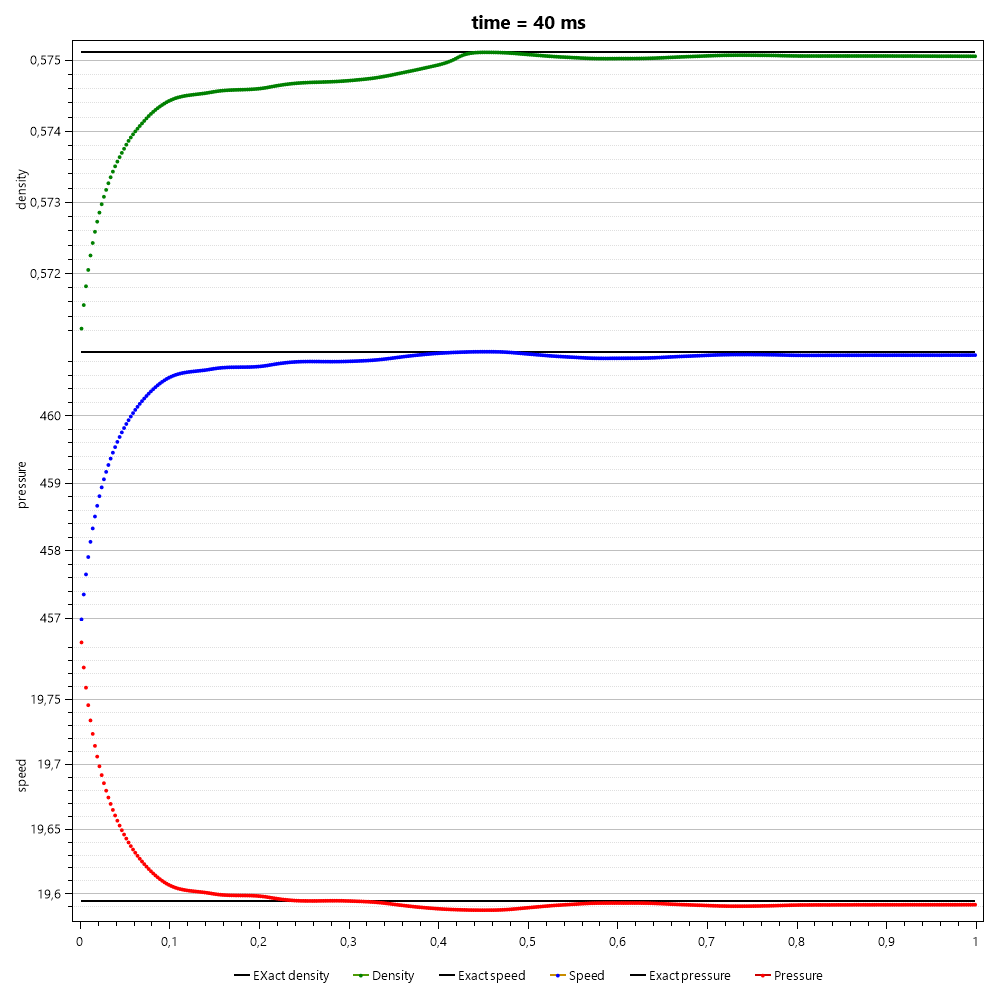 time = 40 ms
density
0,575
0,574
0,573
0,572
pressure
460
459
458
457
speed
19,75
19,7
19,65
19,6
0 0,1 0,2 0,3 0,4 0,5 0,6 0,7 0,8 0,9 1
EXact density Density Exact speed Speed Exact pressure Pressure